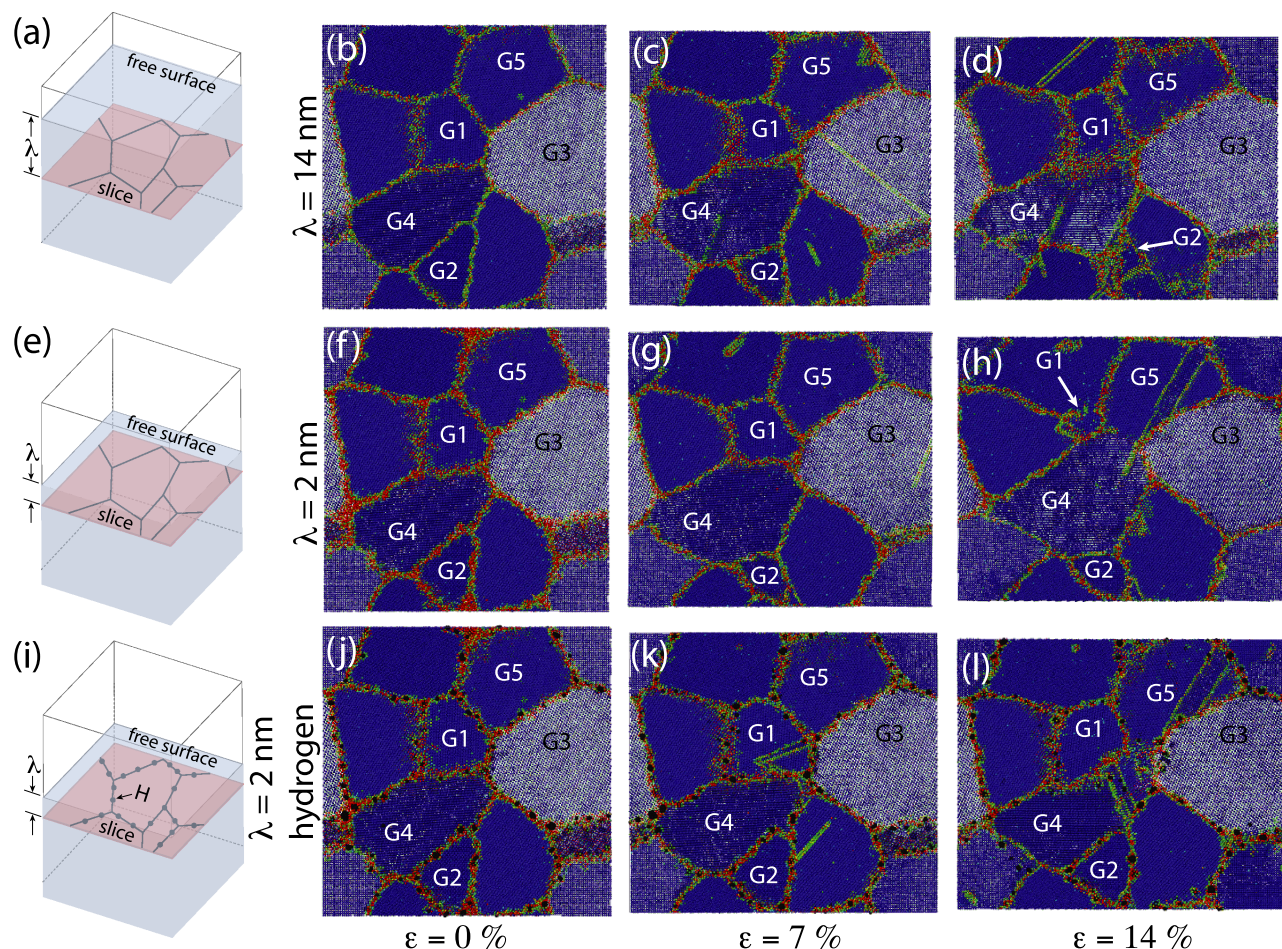 (a)
free surface
λ
slice
λ = 14 nm
(b)
G5
G1
G3
G4
G2
(c)
G5
G1
G3
G4
G2
(d)
G5
G1
G3
G4
G2
(e)
free surface
λ
slice
λ = 2 nm
(f)
G5
G1
G3
G4
G2
(g)
G5
G1
G3
G4
G2
(h)
G1
G5
G3
G4
G2
(i)
free surface
λ
H
slice
λ = 2 nm
hydrogen
(j)
G5
G1
G3
G4
G2
(k)
G5
G1
G3
G4
G2
(l)
G5
G1
G3
G4
G2
ε = 0 %
ε = 7 %
ε = 14 %